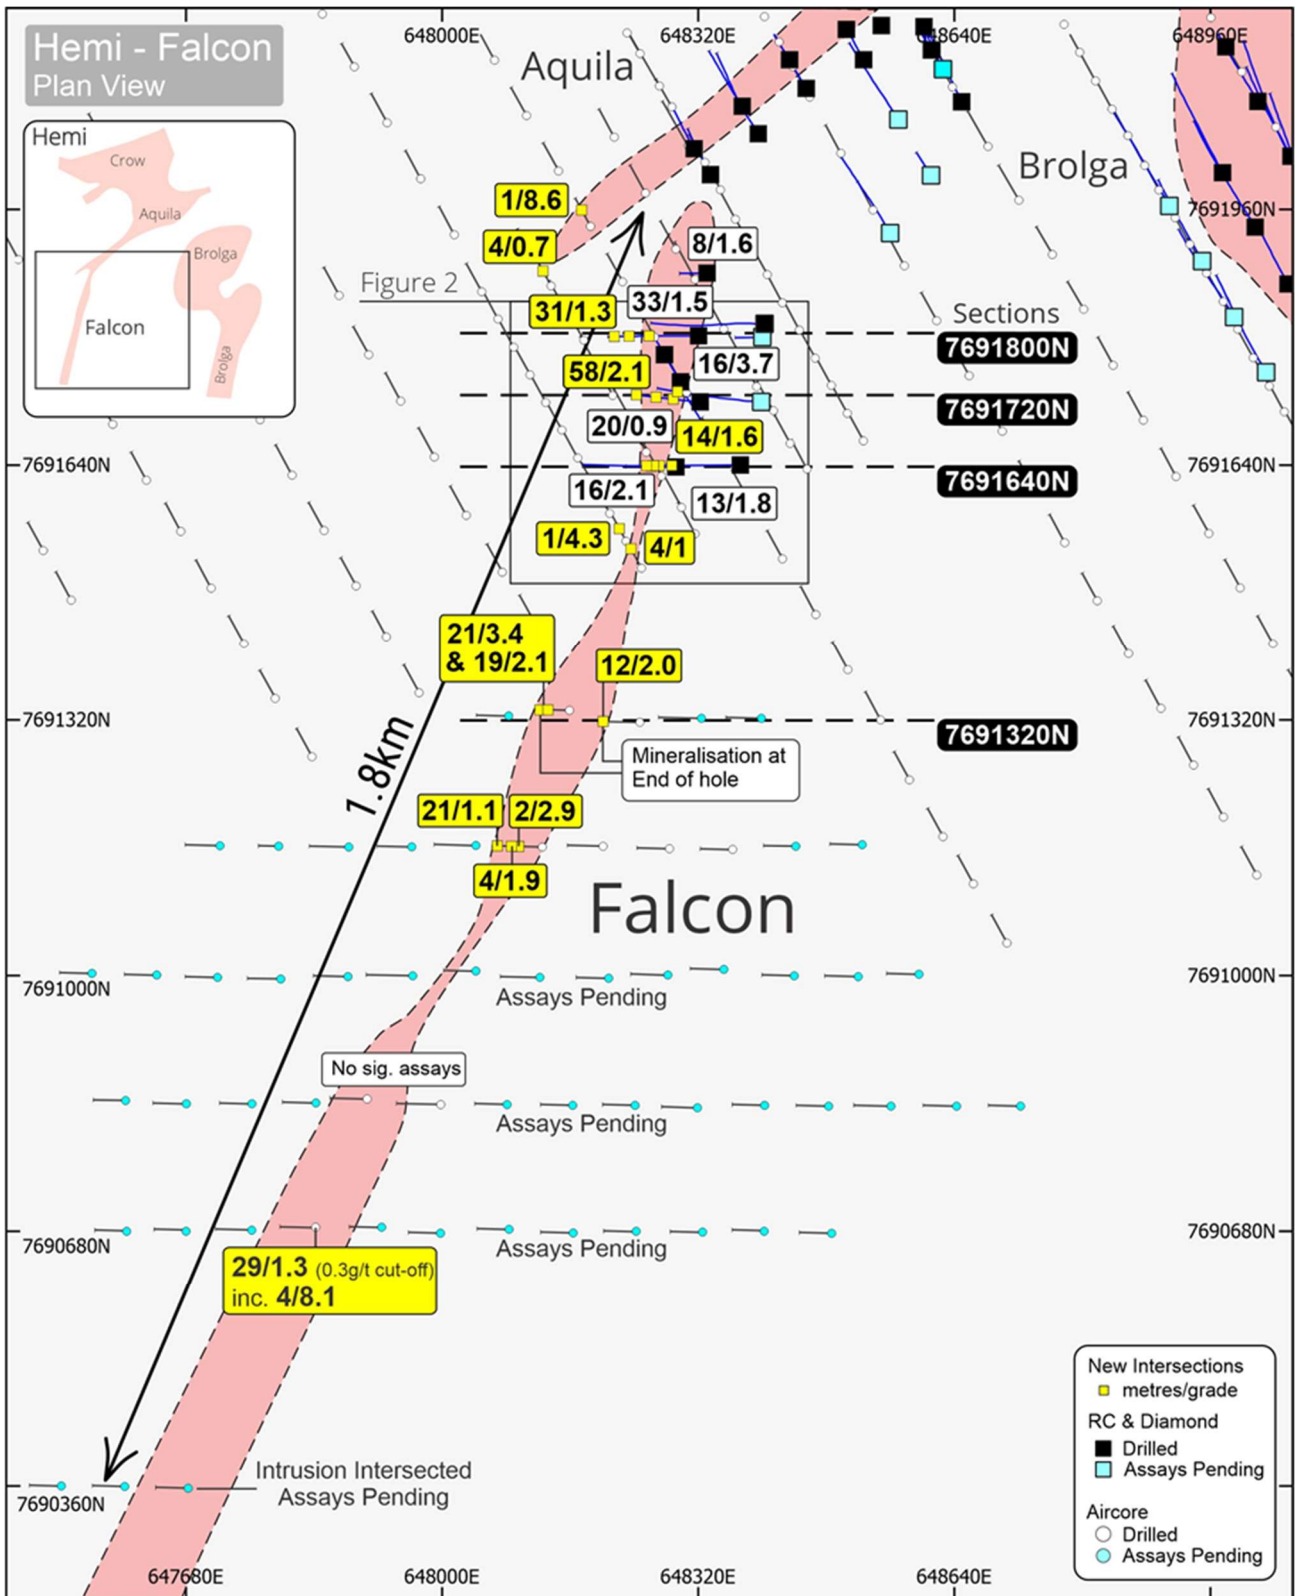 648000E
648320E
648640E
648960E
Hemi - Falcon
Plan View
Aquila
Hemi
Crow
Aquila
Brolga
Falcon
Brolga
Brolga
1/8.6
7691960N
4/0.7
8/1.6
Figure 2
33/1.5
31/1.3
Sections
7691800N
16/3.7
58/2.1
7691720N
20/0.9
14/1.6
7691640N
7691640N
7691640N
16/2.1
13/1.8
1/4.3
4/1
21/3.4
& 19/2.1
12/2.0
7691320N
7691320N
7691320N
1.8km
Mineralisation at
End of hole
21/1.1
2/2.9
4/1.9
Falcon
7691000N
Assays Pending
7691000N
No sig. assays
Assays Pending
7690680N
Assays Pending
7690680N
29/1.3 (0.3g/t cut-off)
inc. 4/8.1
Intrusion Intersected
Assays Pending
7690360N
New Intersections
metres/grade
RC & Diamond
Drilled
Assays Pending
Aircore
Drilled
Assays Pending
647680E
648000E
648320E
648640E